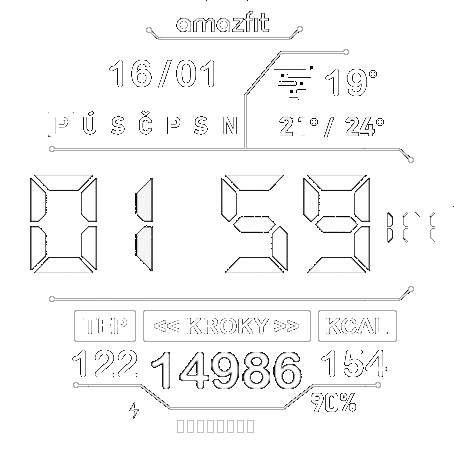 amazfit
16/01
19°
P Ú S Č P S N
21° / 24°
01 59
TEP << KROKY >> KCAL
122 14986 154
90%